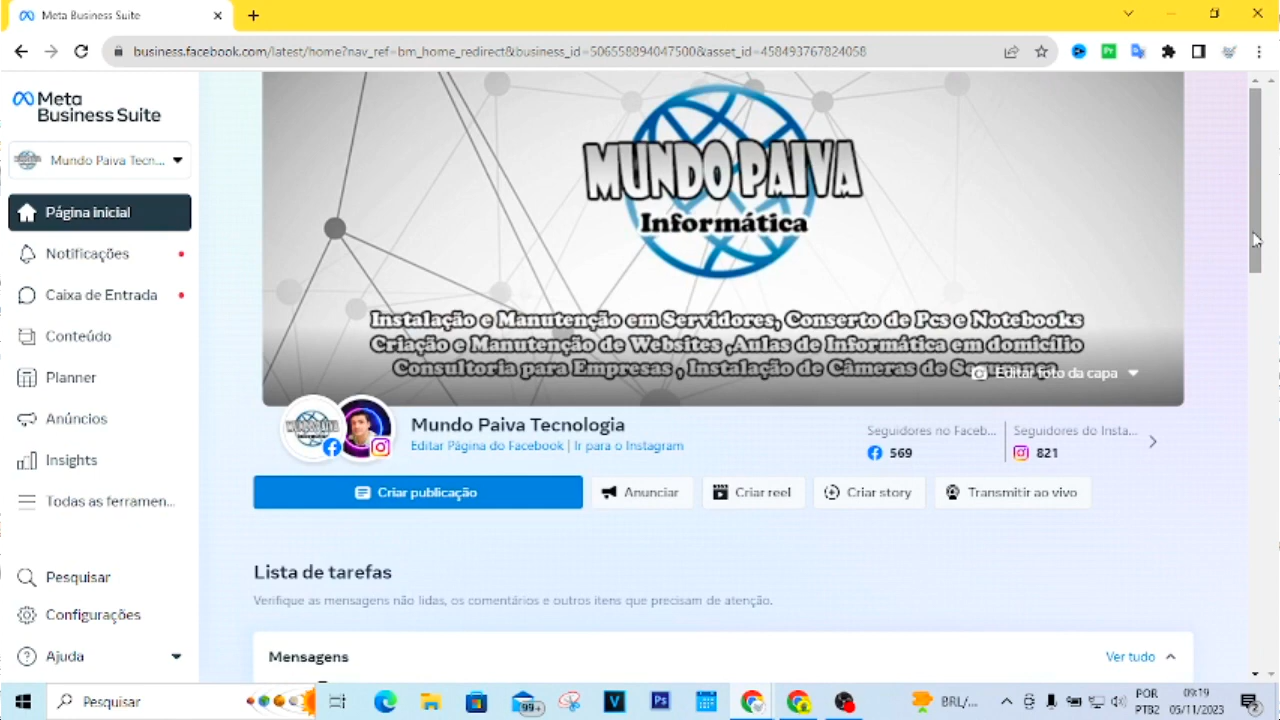 Meta Business Suite
business.facebook.com/latest/home?nav_ref=bm_home_redirect&business_id=506558894047500&asset_id=458493767824058
Meta
Business Suite
Mundo Paiva Tecn...
Página inicial
Notificações
Caixa de Entrada
Conteúdo
Planner
Anúncios
Insights
Todas as ferramen...
Pesquisar
Configurações
Ajuda
MUNDO PAIVA
Informática
Instalação e Manutenção em Servidores, Conserto de Pcs e Notebooks
Criação e Manutenção de Websites ,Aulas de Informática em domicílio
Consultoria para Empresas , Instalação de Câmeras de
Editar foto da capa
Mundo Paiva Tecnologia
Editar Página do Facebook | Ir para o Instagram
Seguidores no Faceb...
569
Seguidores do Insta...
821
Criar publicação
Anunciar
Criar reel
Criar story
Transmitir ao vivo
Lista de tarefas
Verifique as mensagens não lidas, os comentários e outros itens que precisam de atenção.
Mensagens
Ver tudo
Pesquisar
99+
V
Ps
BRL/...
POR
PTB2
09:19
05/11/2023
2